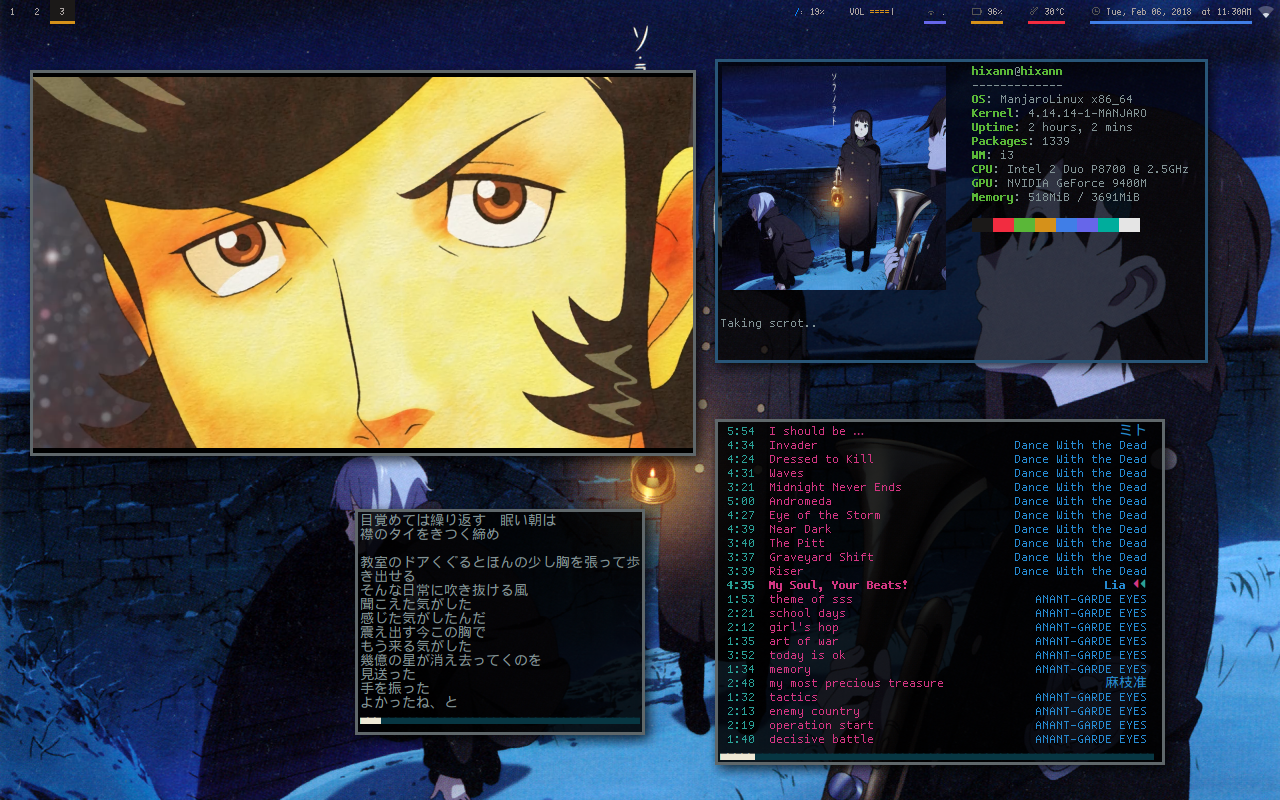 1 2 3
/: 19% VOL ====| 96% 30°C Tue, Feb 06, 2018 at 11:30AM
ソ
ラ
hixann@hixann
-------------
OS: ManjaroLinux x86_64
Kernel: 4.14.14-1-MANJARO
Uptime: 2 hours, 2 mins
Packages: 1339
WM: i3
CPU: Intel 2 Duo P8700 @ 2.5GHz
GPU: NVIDIA GeForce 9400M
Memory: 518MiB / 3691MiB
ソラノヲト
Taking scrot..
5:54 I should be … ミト
4:34 Invader Dance With the Dead
4:24 Dressed to Kill Dance With the Dead
4:31 Waves Dance With the Dead
3:21 Midnight Never Ends Dance With the Dead
5:00 Andromeda Dance With the Dead
4:27 Eye of the Storm Dance With the Dead
4:39 Near Dark Dance With the Dead
3:40 The Pitt Dance With the Dead
3:37 Graveyard Shift Dance With the Dead
3:39 Riser Dance With the Dead
4:35 My Soul, Your Beats! Lia
1:53 theme of sss ANANT-GARDE EYES
2:21 school days ANANT-GARDE EYES
2:12 girl's hop ANANT-GARDE EYES
1:35 art of war ANANT-GARDE EYES
3:52 today is ok ANANT-GARDE EYES
1:34 memory ANANT-GARDE EYES
2:48 my most precious treasure 麻枝准
1:32 tactics ANANT-GARDE EYES
2:13 enemy country ANANT-GARDE EYES
2:19 operation start ANANT-GARDE EYES
1:40 decisive battle ANANT-GARDE EYES
目覚めては繰り返す　眠い朝は
襟のタイをきつく締め
教室のドアくぐるとほんの少し胸を張って歩
き出せる
そんな日常に吹き抜ける風
聞こえた気がした
感じた気がしたんだ
震え出す今この胸で
もう来る気がした
幾億の星が消え去ってくのを
見送った
手を振った
よかったね、と